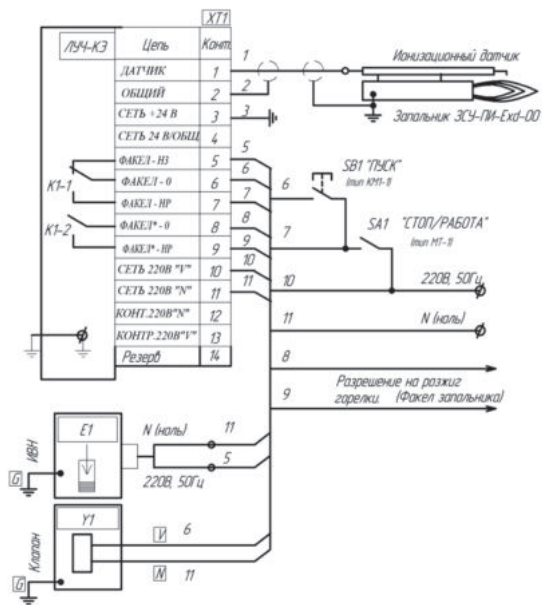 XT1
ЛУЧ-КЭ Цепь Конт.
ДАТЧИК 1
ОБЩИЙ 2
СЕТЬ +24 В 3
СЕТЬ 24 В/ОБЩ 4
ФАКЕЛ - НЗ 5
ФАКЕЛ - 0 6
ФАКЕЛ - НР 7
ФАКЕЛ* - 0 8
ФАКЕЛ* - НР 9
СЕТЬ 220В "V" 10
СЕТЬ 220В "N" 11
КОНТ.220В"N" 12
КОНТР.220В"V" 13
Резерв 14
K1-1
K1-2
1
2
3
5
6
7
8
9
10
11
Ионизационный датчик
Запальник ЗСУ-ПИ-Exd-00
6
SB1 "ПУСК"
(тип КМП-1)
7
SA1 "СТОП/РАБОТА"
(тип МТ-1)
10 220В, 50Гц
11 N (ноль)
8
9 Разрешение на розжиг
горелки. (Факел запальника)
E1
ИВН
G
N (ноль) 11
5
220В, 50Гц
Y1
Клапан
G
V 6
N 11